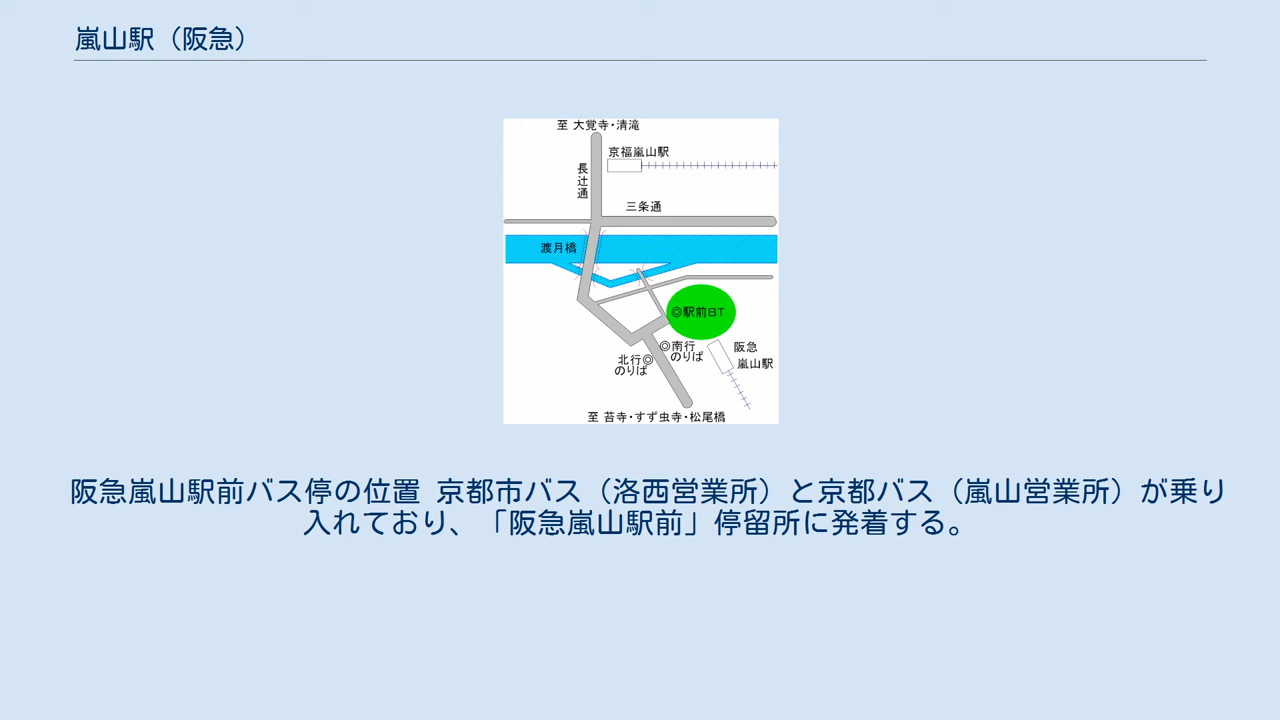 嵐山駅（阪急）
至 大覚寺・清滝
京福嵐山駅
長辻通
三条通
渡月橋
◎駅前BT
◎南行
のりば
阪急
嵐山駅
北行◎
のりば
至 苔寺・すず虫寺・松尾橋
阪急嵐山駅前バス停の位置 京都市バス（洛西営業所）と京都バス（嵐山営業所）が乗り
入れており、「阪急嵐山駅前」停留所に発着する。